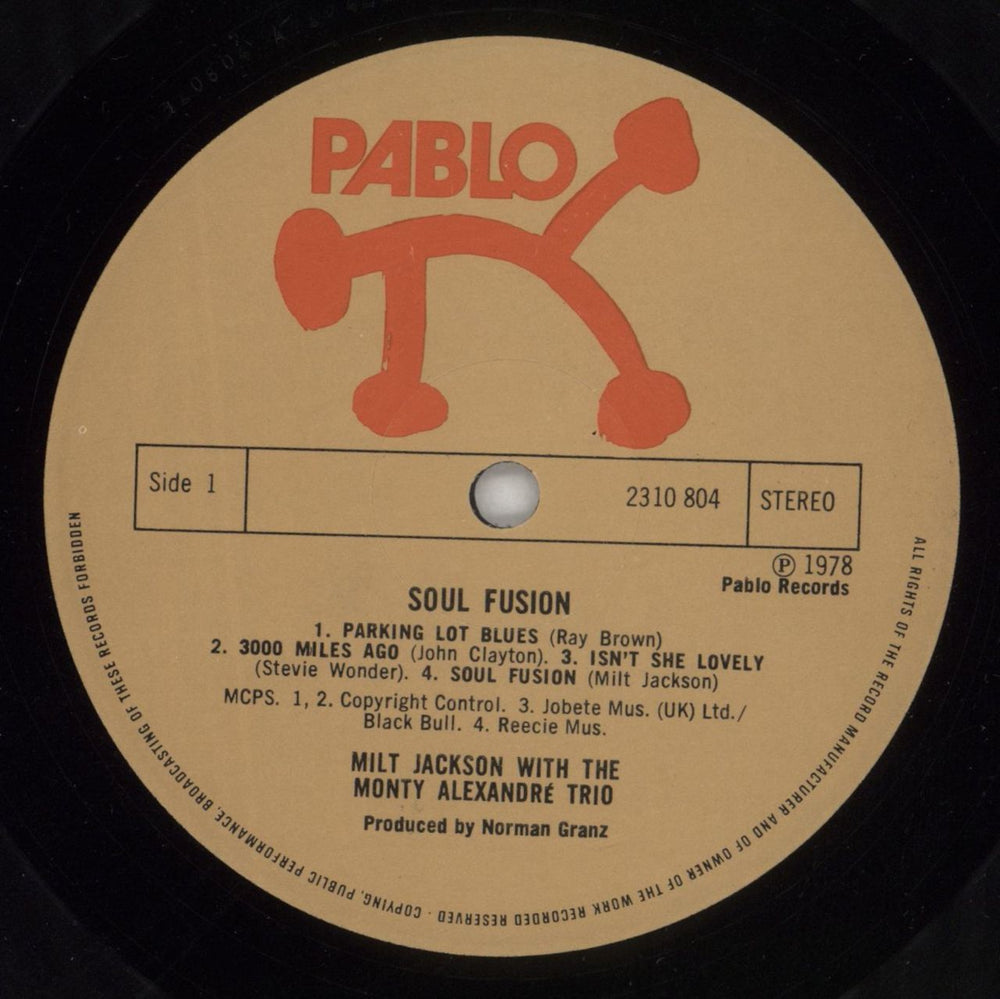 PABLO
Side 1
2310 804
STEREO
℗ 1978
Pablo Records
SOUL FUSION
1. PARKING LOT BLUES (Ray Brown)
2. 3000 MILES AGO (John Clayton). 3. ISN'T SHE LOVELY
(Stevie Wonder). 4. SOUL FUSION (Milt Jackson)
MCPS. 1, 2. Copyright Control. 3. Jobete Mus. (UK) Ltd./
Black Bull. 4. Reecie Mus.
MILT JACKSON WITH THE
MONTY ALEXANDRÉ TRIO
Produced by Norman Granz
ALL RIGHTS OF THE RECORD MANUFACTURER AND OF OWNER OF THE WORK RECORDED RESERVED · COPYING, PUBLIC PERFORMANCE, BROADCASTING OF THESE RECORDS FORBIDDEN